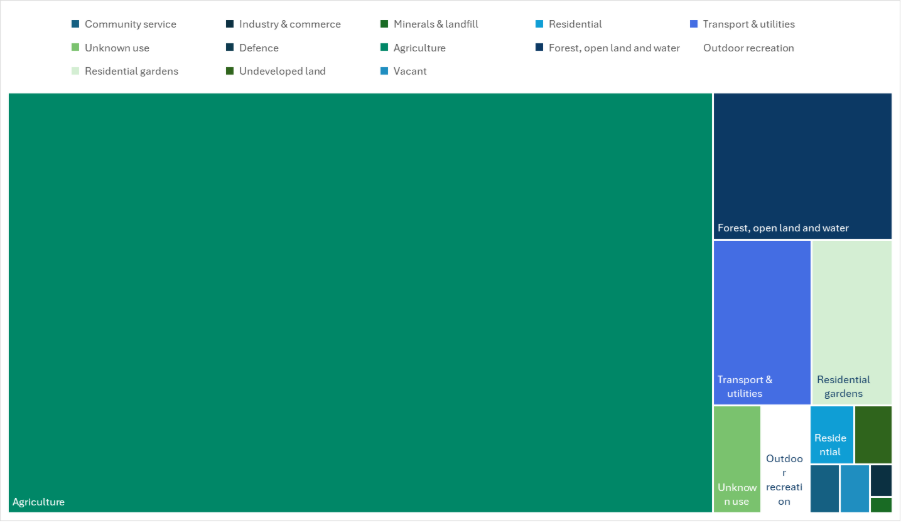 Community service
Industry & commerce
Minerals & landfill
Residential
Transport & utilities
Unknown use
Defence
Agriculture
Forest, open land and water
Outdoor recreation
Residential gardens
Undeveloped land
Vacant
Forest, open land and water
Transport &
utilities
Residential
gardens
Reside
ntial
Outdoo
r
recreati
on
Unknow
n use
Agriculture